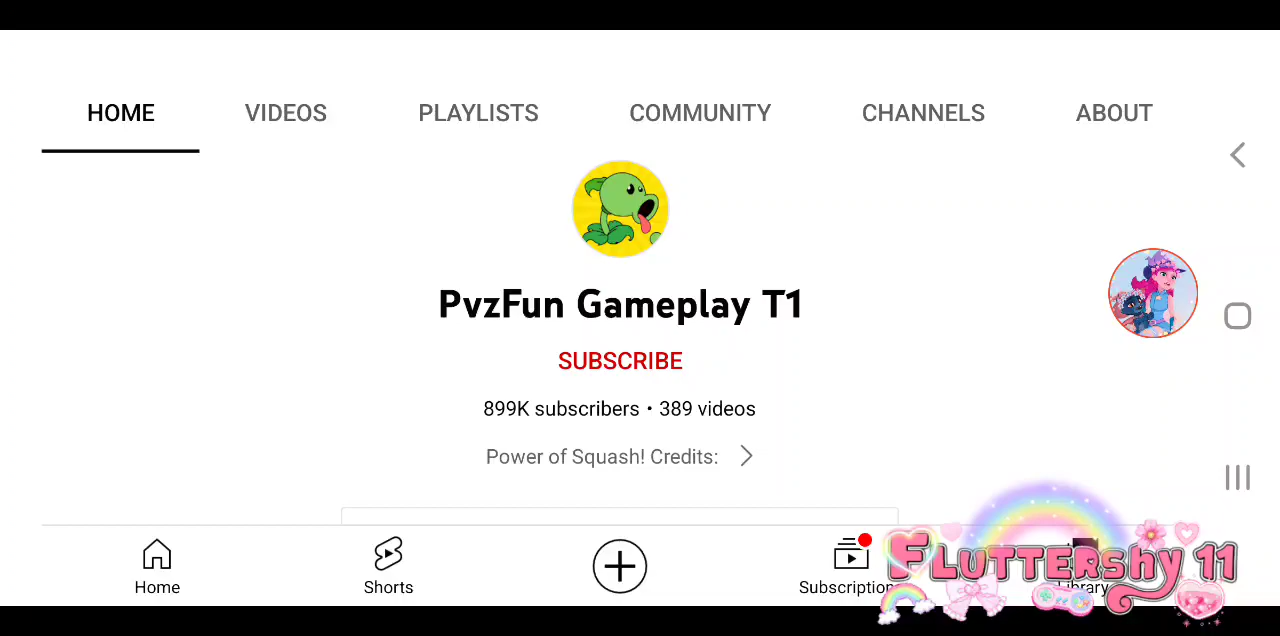 HOME VIDEOS PLAYLISTS COMMUNITY CHANNELS ABOUT
PvzFun Gameplay T1
SUBSCRIBE
899K subscribers • 389 videos
Power of Squash! Credits:
Home Shorts Subscription Library
FLUTTERSHY 11